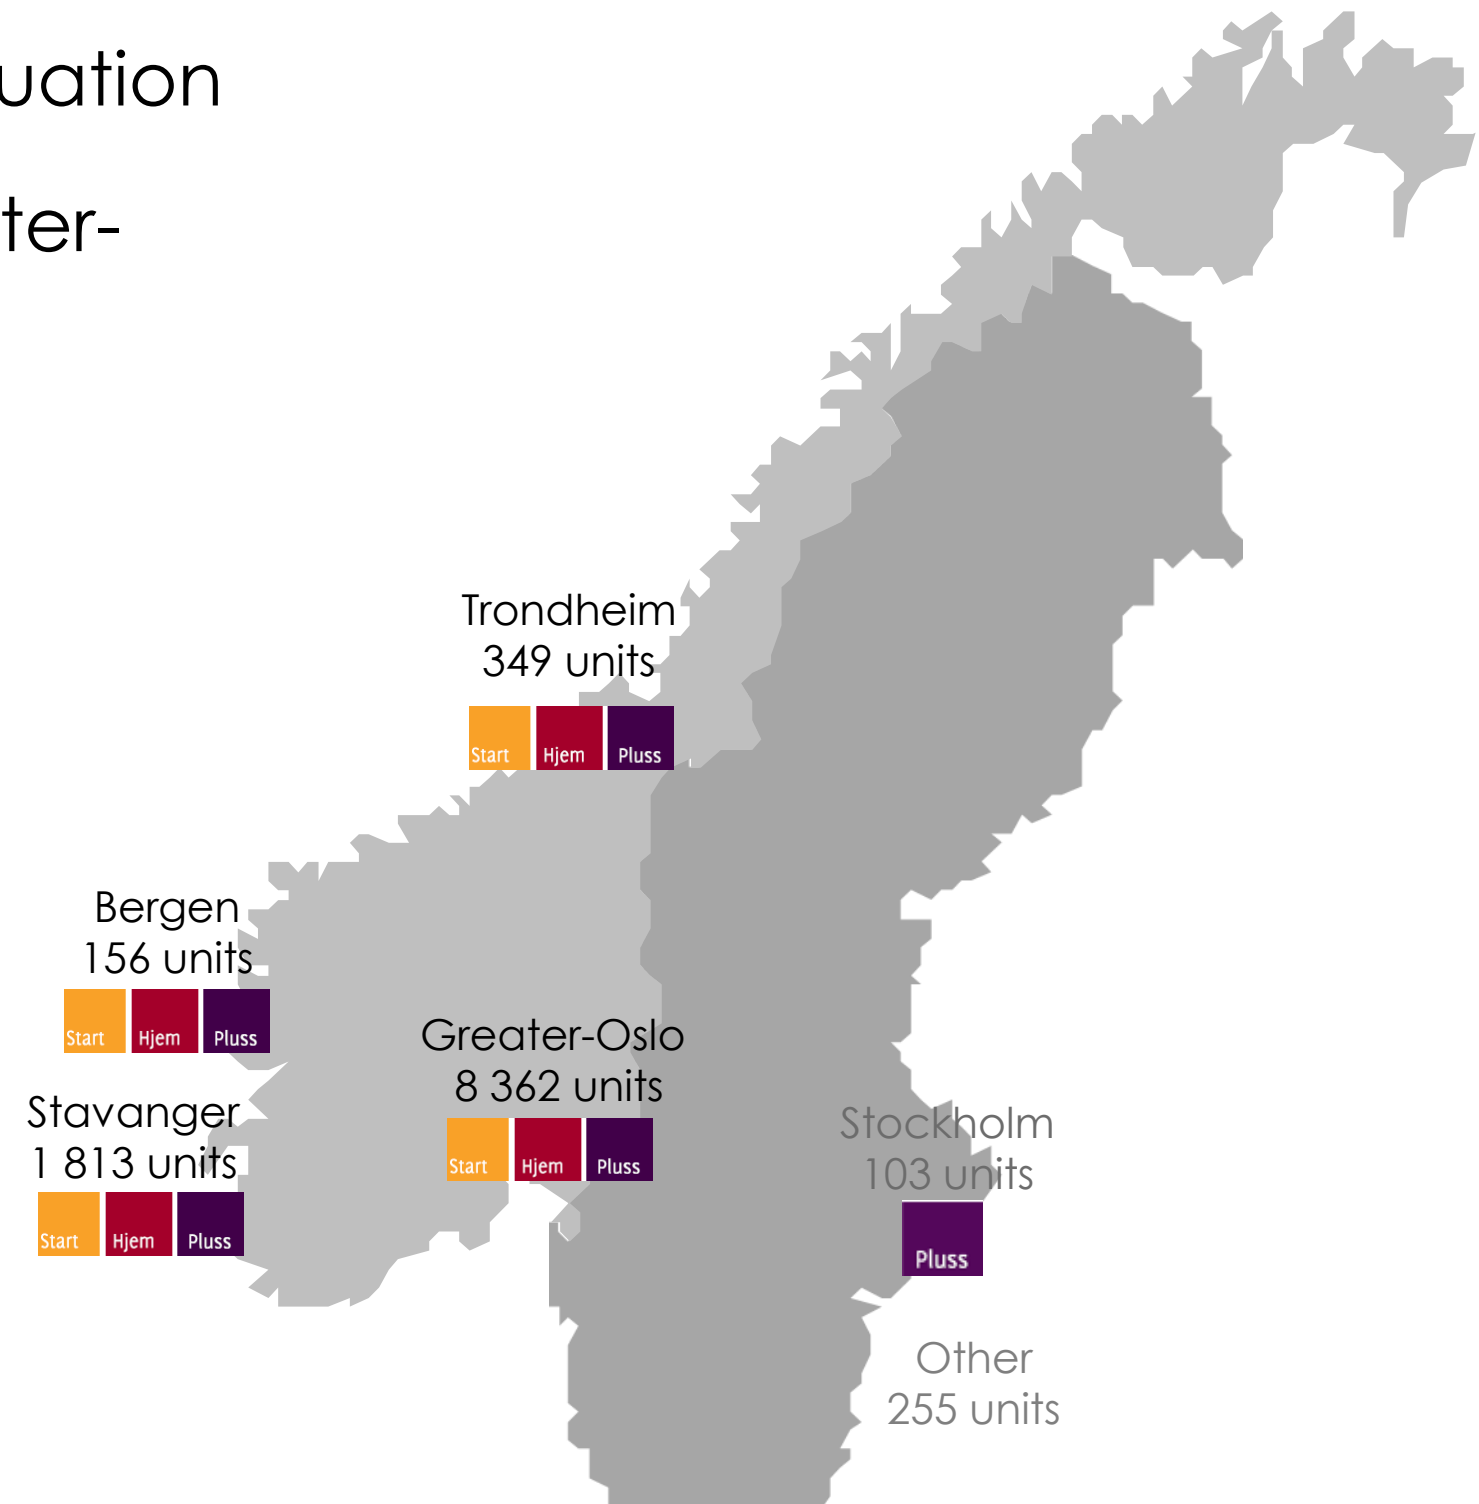 uation
ter-
Trondheim
349 units
Start Hjem Pluss
Bergen
156 units
Start Hjem Pluss
Greater-Oslo
8 362 units
Start Hjem Pluss
Stavanger
1 813 units
Start Hjem Pluss
Stockholm
103 units
Pluss
Other
255 units